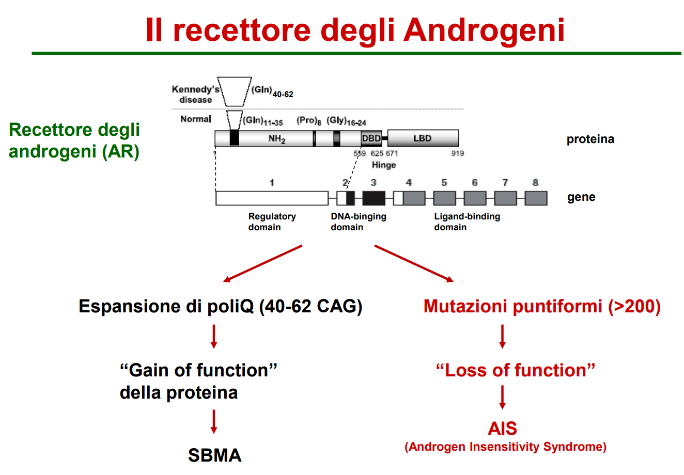 Il recettore degli Androgeni
Kennedy's
disease
(Gln)40-62
Normal
(Gln)11-35
(Pro)8
(Gly)16-24
Recettore degli
androgeni (AR)
NH2
DBD
LBD
proteina
1
559
625
671
919
Hinge
1
2
3
4
5
6
7
8
gene
Regulatory
domain
DNA-binging
domain
Ligand-binding
domain
Espansione di poliQ (40-62 CAG)
Mutazioni puntiformi (>200)
“Gain of function”
della proteina
“Loss of function”
SBMA
AIS
(Androgen Insensitivity Syndrome)